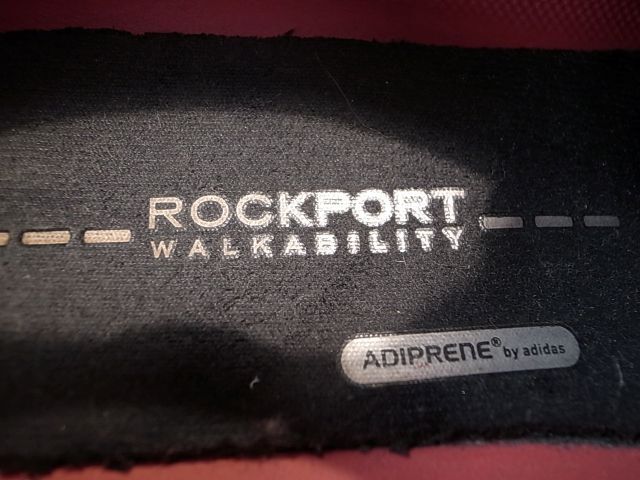 ROCKPORT
WALKABILITY
ADIPRENE® by adidas